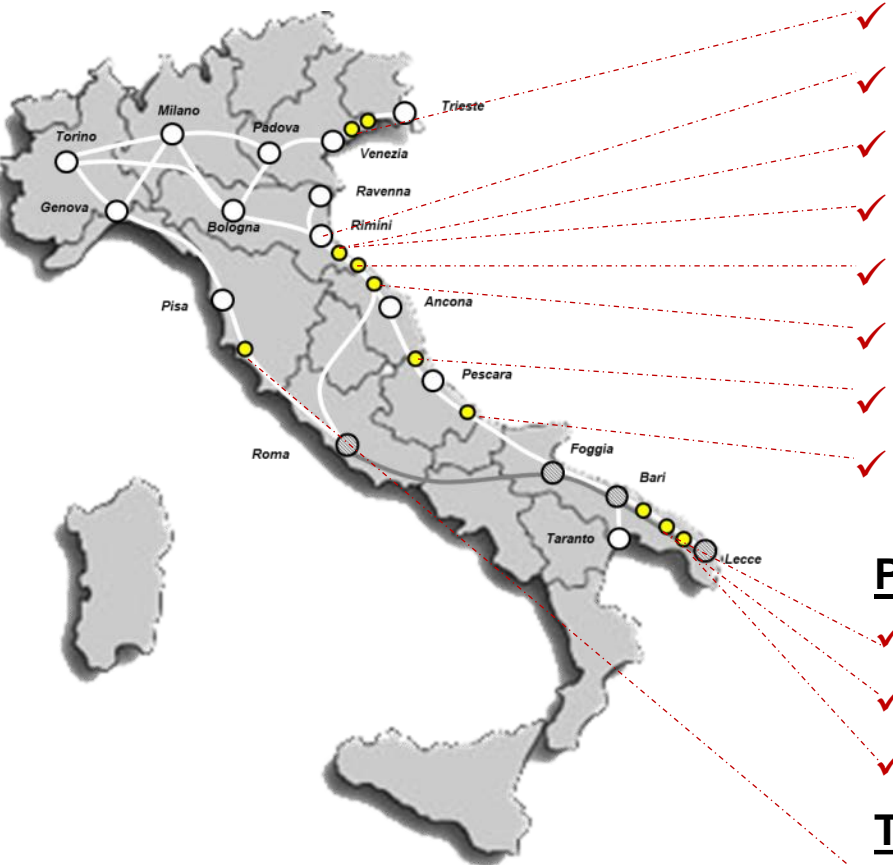 Trieste
Milano
Padova
Torino
Venezia
Ravenna
Genova
Rimini
Bologna
Pisa
Ancona
Pescara
Roma
Foggia
Bari
Taranto
Lecce
P
T